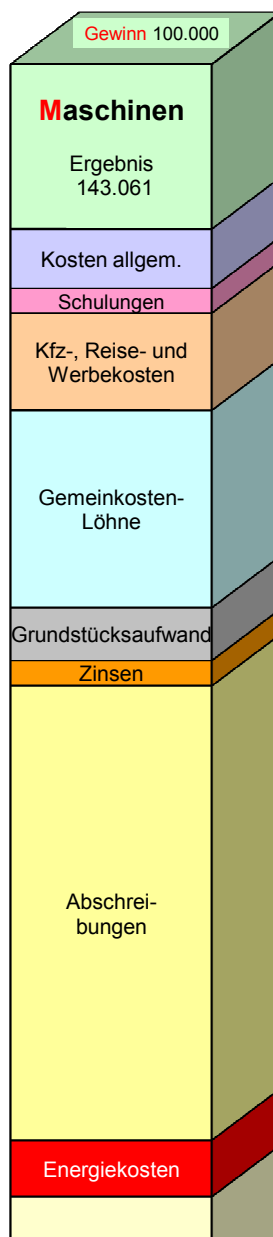 Gewinn 100.000
Maschinen
Ergebnis
143.061
Kosten allgem.
Schulungen
Kfz-, Reise- und
Werbekosten
Gemeinkosten-
Löhne
Grundstücksaufwand
Zinsen
Abschrei-
bungen
Energiekosten